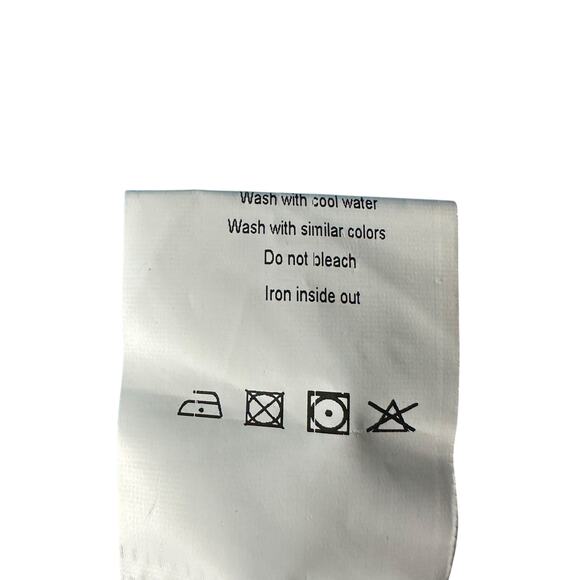 Wash with cool water
Wash with similar colors
Do not bleach
Iron inside out